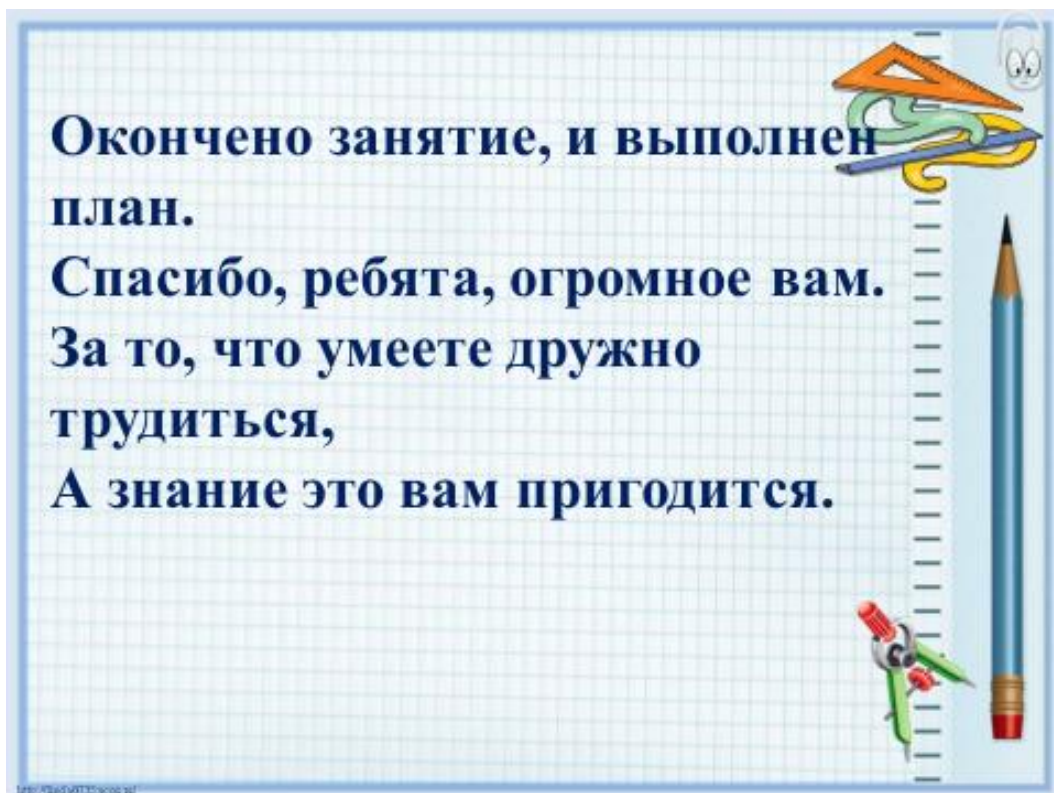 Окончено занятие, и выполнен
план.
Спасибо, ребята, огромное вам.
За то, что умеете дружно
трудиться,
А знание это вам пригодится.